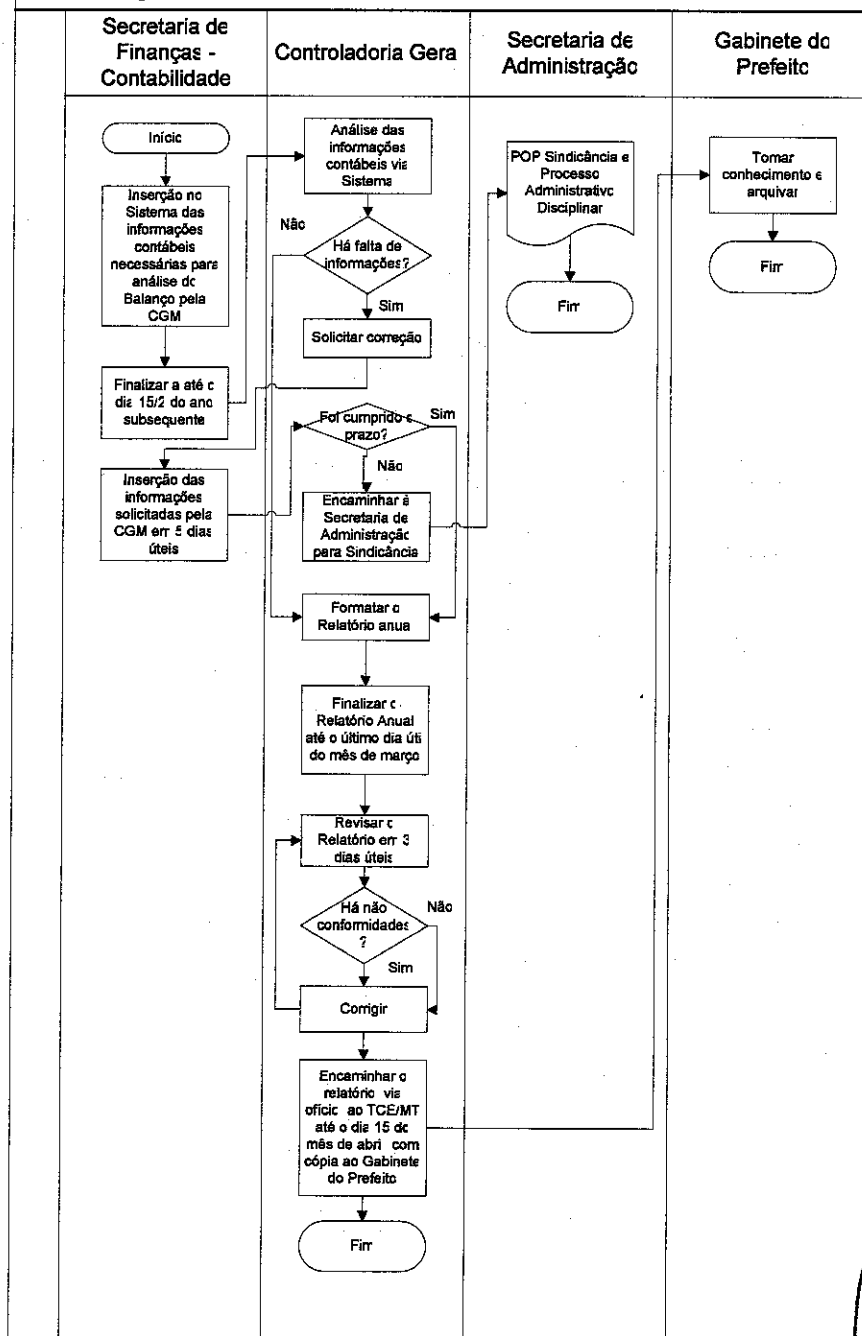 Secretaria de
Finanças -
Contabilidade
Controladoria Gera
Secretaria de
Administração
Gabinete do
Prefeito
Início
Inserção no
Sistema das
informações
contábeis
necessárias para
análise do
Balanço pela
CGM
Finalizar a até o
dia 15/2 do ano
subsequente
Inserção das
informações
solicitadas pela
CGM em 5 dias
úteis
Análise das
informações
contábeis via
Sistema
Não
Há falta de
informações?
Sim
Solicitar correção
Foi cumprido o
prazo?
Sim
Não
Encaminhar à
Secretaria de
Administração
para Sindicância
Formatar o
Relatório anua
Finalizar o
Relatório Anual
até o último dia úti
do mês de março
Revisar o
Relatório em 3
dias úteis
Há não
conformidades
?
Não
Sim
Corrigir
Encaminhar o
relatório via
ofício ao TCE/MT
até o dia 15 do
mês de abri com
cópia ao Gabinete
do Prefeito
Fim
POP Sindicância e
Processo
Administrativo
Disciplinar
Fim
Tomar
conhecimento e
arquivar
Fim